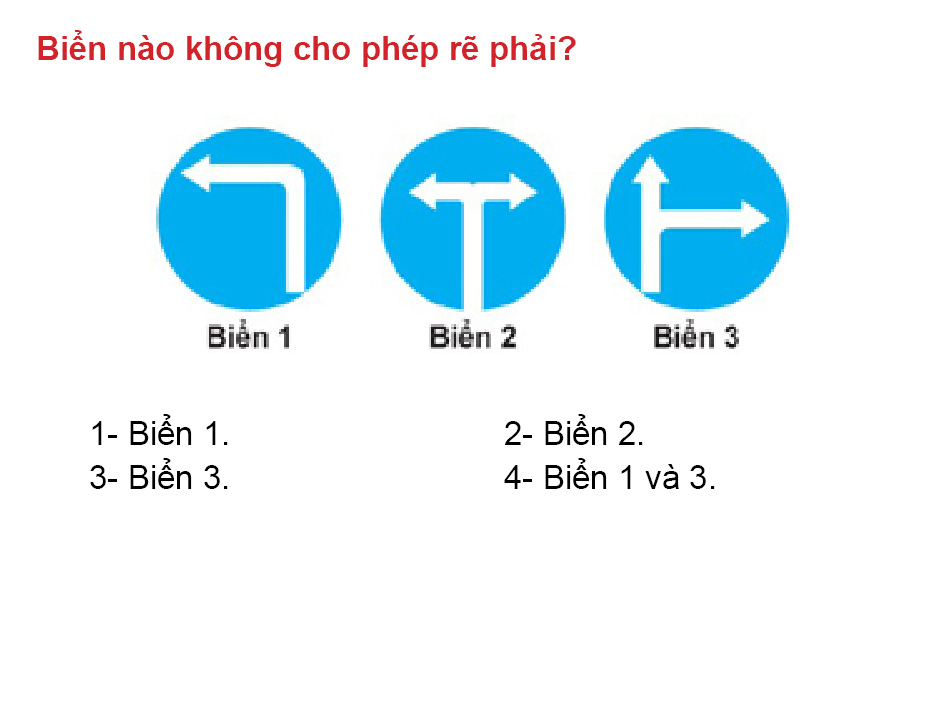 Biển nào không cho phép rẽ phải?
Biển 1 Biển 2 Biển 3
1- Biển 1. 2- Biển 2.
3- Biển 3. 4- Biển 1 và 3.